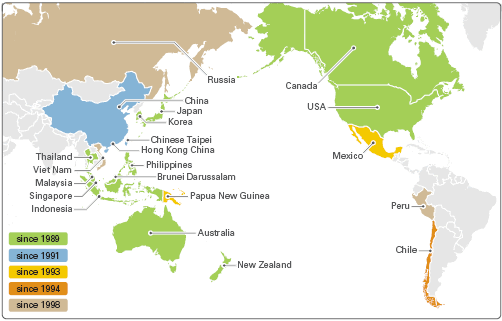 Russia
Canada
China
USA
Japan
Korea
Chinese Taipei
Hong Kong China
Mexico
Thailand
Philippines
Viet Nam
Brunei Darussalam
Malaysia
Singapore
Papua New Guinea
Indonesia
Peru
Australia
since 1989
Chile
since 1991
New Zealand
since 1993
since 1994
since 1998